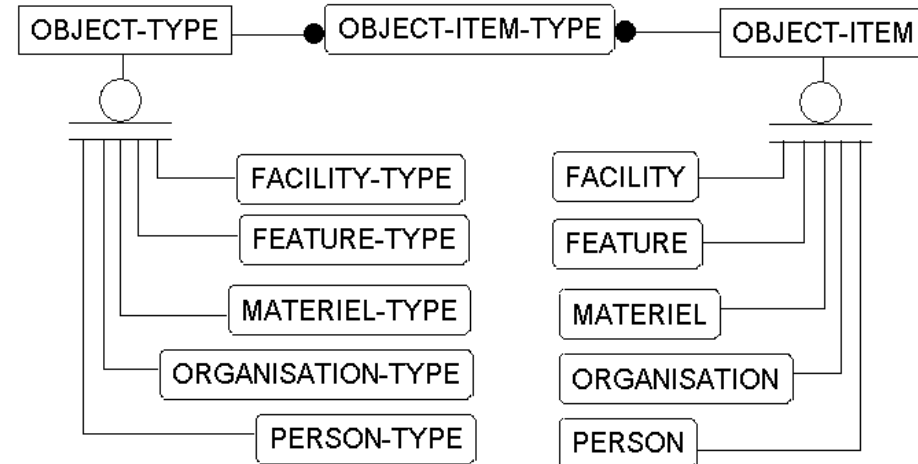 OBJECT-TYPE
OBJECT-ITEM-TYPE
OBJECT-ITEM
FACILITY-TYPE
FACILITY
FEATURE-TYPE
FEATURE
MATERIEL-TYPE
MATERIEL
ORGANISATION-TYPE
ORGANISATION
PERSON-TYPE
PERSON